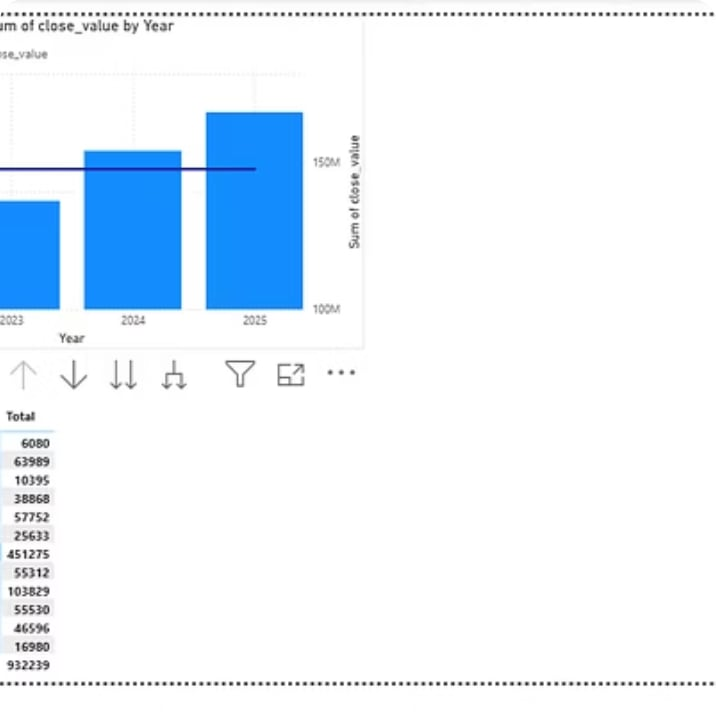 um of close_value by Year
ose_value
150M
100M
Sum of close_value
2023 2024 2025
Year
Total
6080
63989
10395
38868
57752
25633
451275
55312
103829
55530
46596
16980
932239